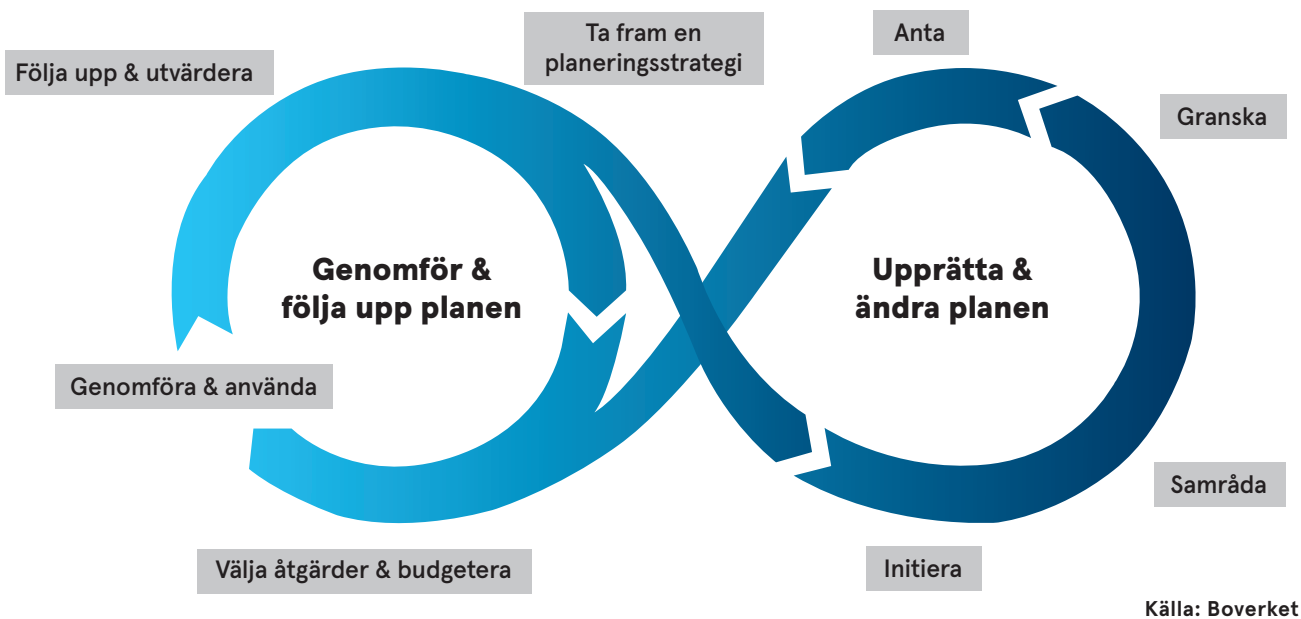 Ta fram en
planeringsstrategi
Anta
Följa upp & utvärdera
Granska
Genomför &
följa upp planen
Upprätta &
ändra planen
Genomföra & använda
Samråda
Välja åtgärder & budgetera
Initiera
Källa: Boverket